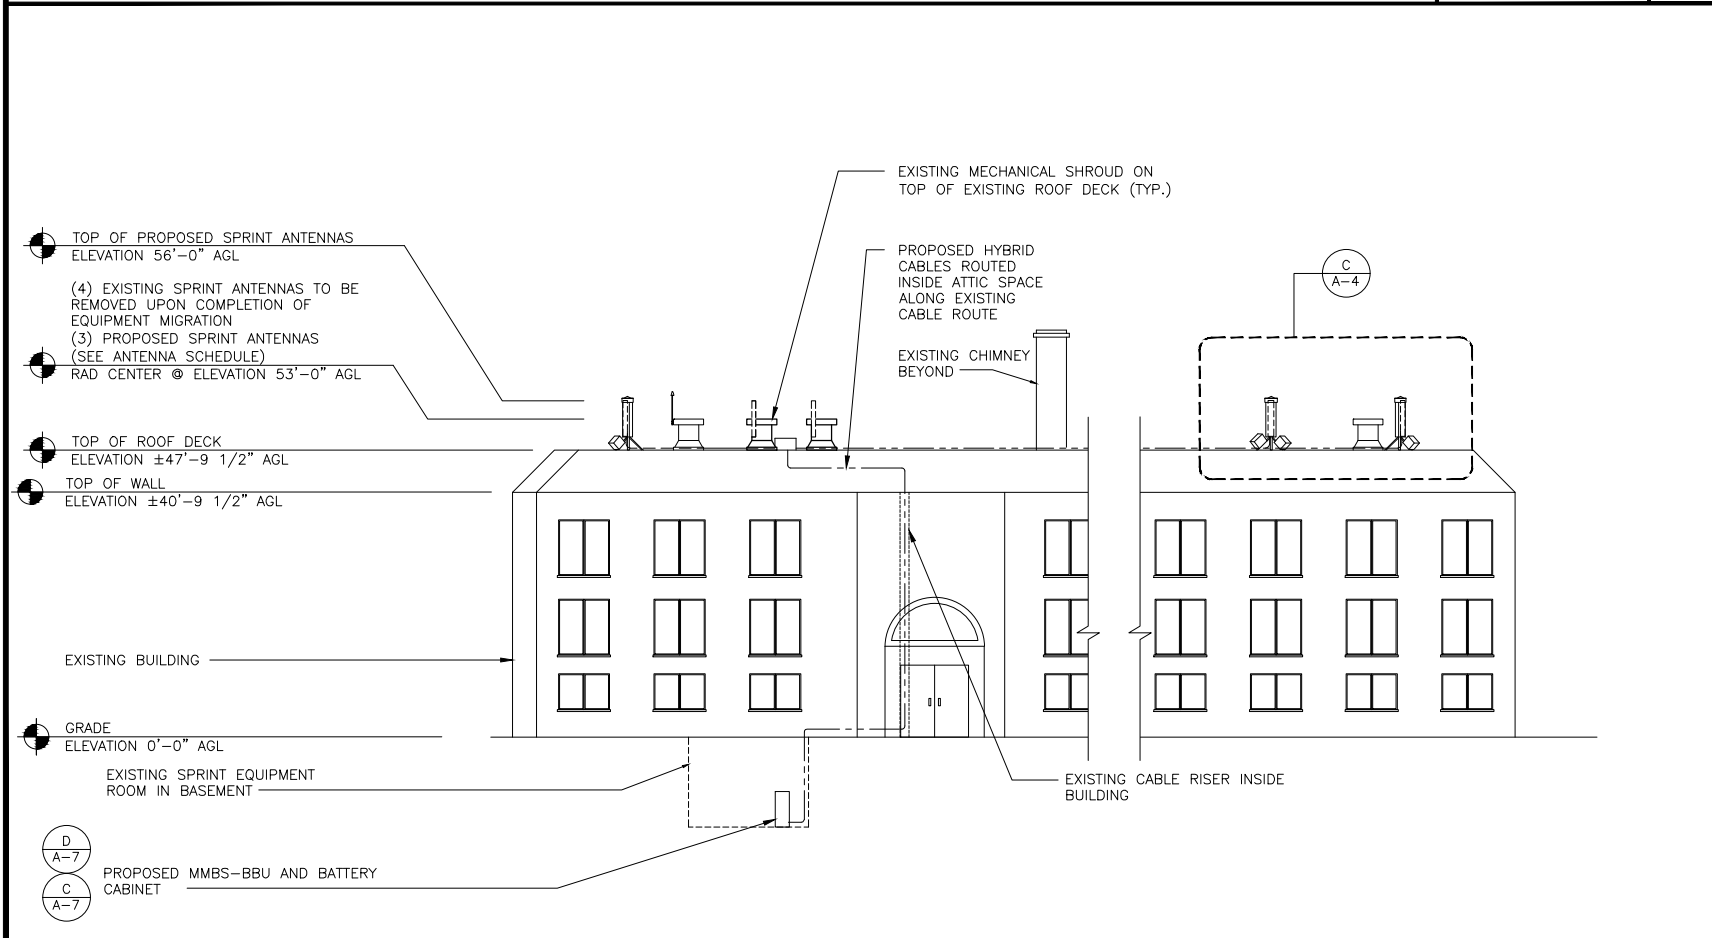 EXISTING MECHANICAL SHROUD ON
TOP OF EXISTING ROOF DECK (TYP.)
TOP OF PROPOSED SPRINT ANTENNAS
ELEVATION 56'-0" AGL
(4) EXISTING SPRINT ANTENNAS TO BE
REMOVED UPON COMPLETION OF
EQUIPMENT MIGRATION
(3) PROPOSED SPRINT ANTENNAS
(SEE ANTENNA SCHEDULE)
RAD CENTER @ ELEVATION 53'-0" AGL
PROPOSED HYBRID
CABLES ROUTED
INSIDE ATTIC SPACE
ALONG EXISTING
CABLE ROUTE
C
A-4
EXISTING CHIMNEY
BEYOND
TOP OF ROOF DECK
ELEVATION ±47'-9 1/2" AGL
TOP OF WALL
ELEVATION ±40'-9 1/2" AGL
EXISTING BUILDING
GRADE
ELEVATION 0'-0" AGL
EXISTING SPRINT EQUIPMENT
ROOM IN BASEMENT
EXISTING CABLE RISER INSIDE
BUILDING
D
A-7
C
A-7
PROPOSED MMBS-BBU AND BATTERY
CABINET